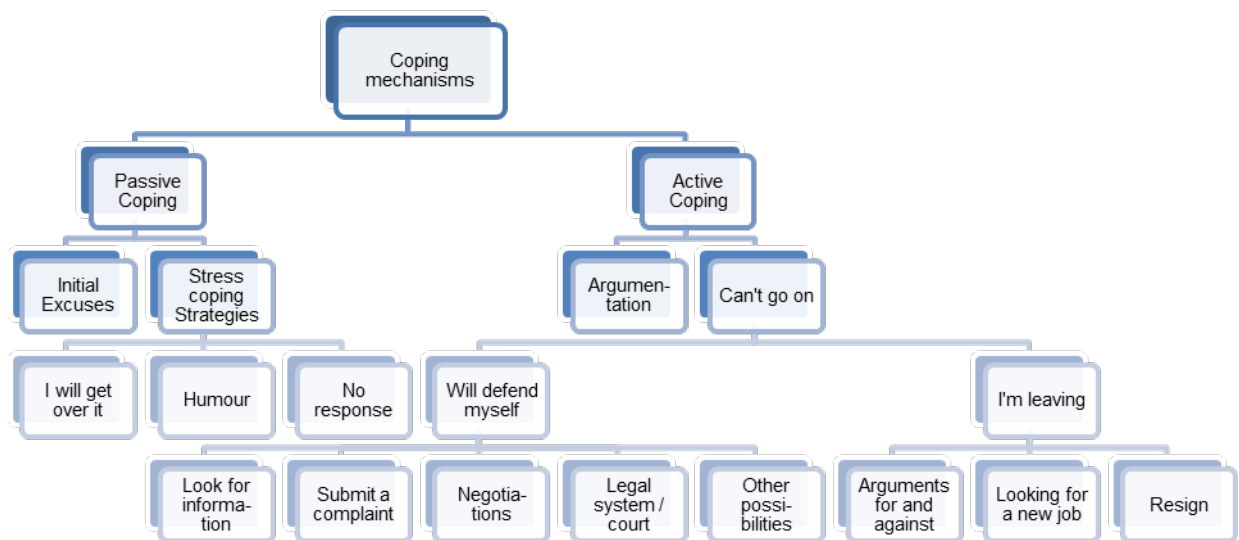 Coping
mechanisms
Passive
Coping
Active
Coping
Initial
Excuses
Stress
coping
Strategies
Argumen-
tation
Can't go on
I will get
over it
Humour
No
response
Will defend
myself
I'm leaving
Look for
informa-
tion
Submit a
complaint
Negotia-
tions
Legal
system /
court
Other
possi-
bilities
Arguments
for and
against
Looking for
a new job
Resign